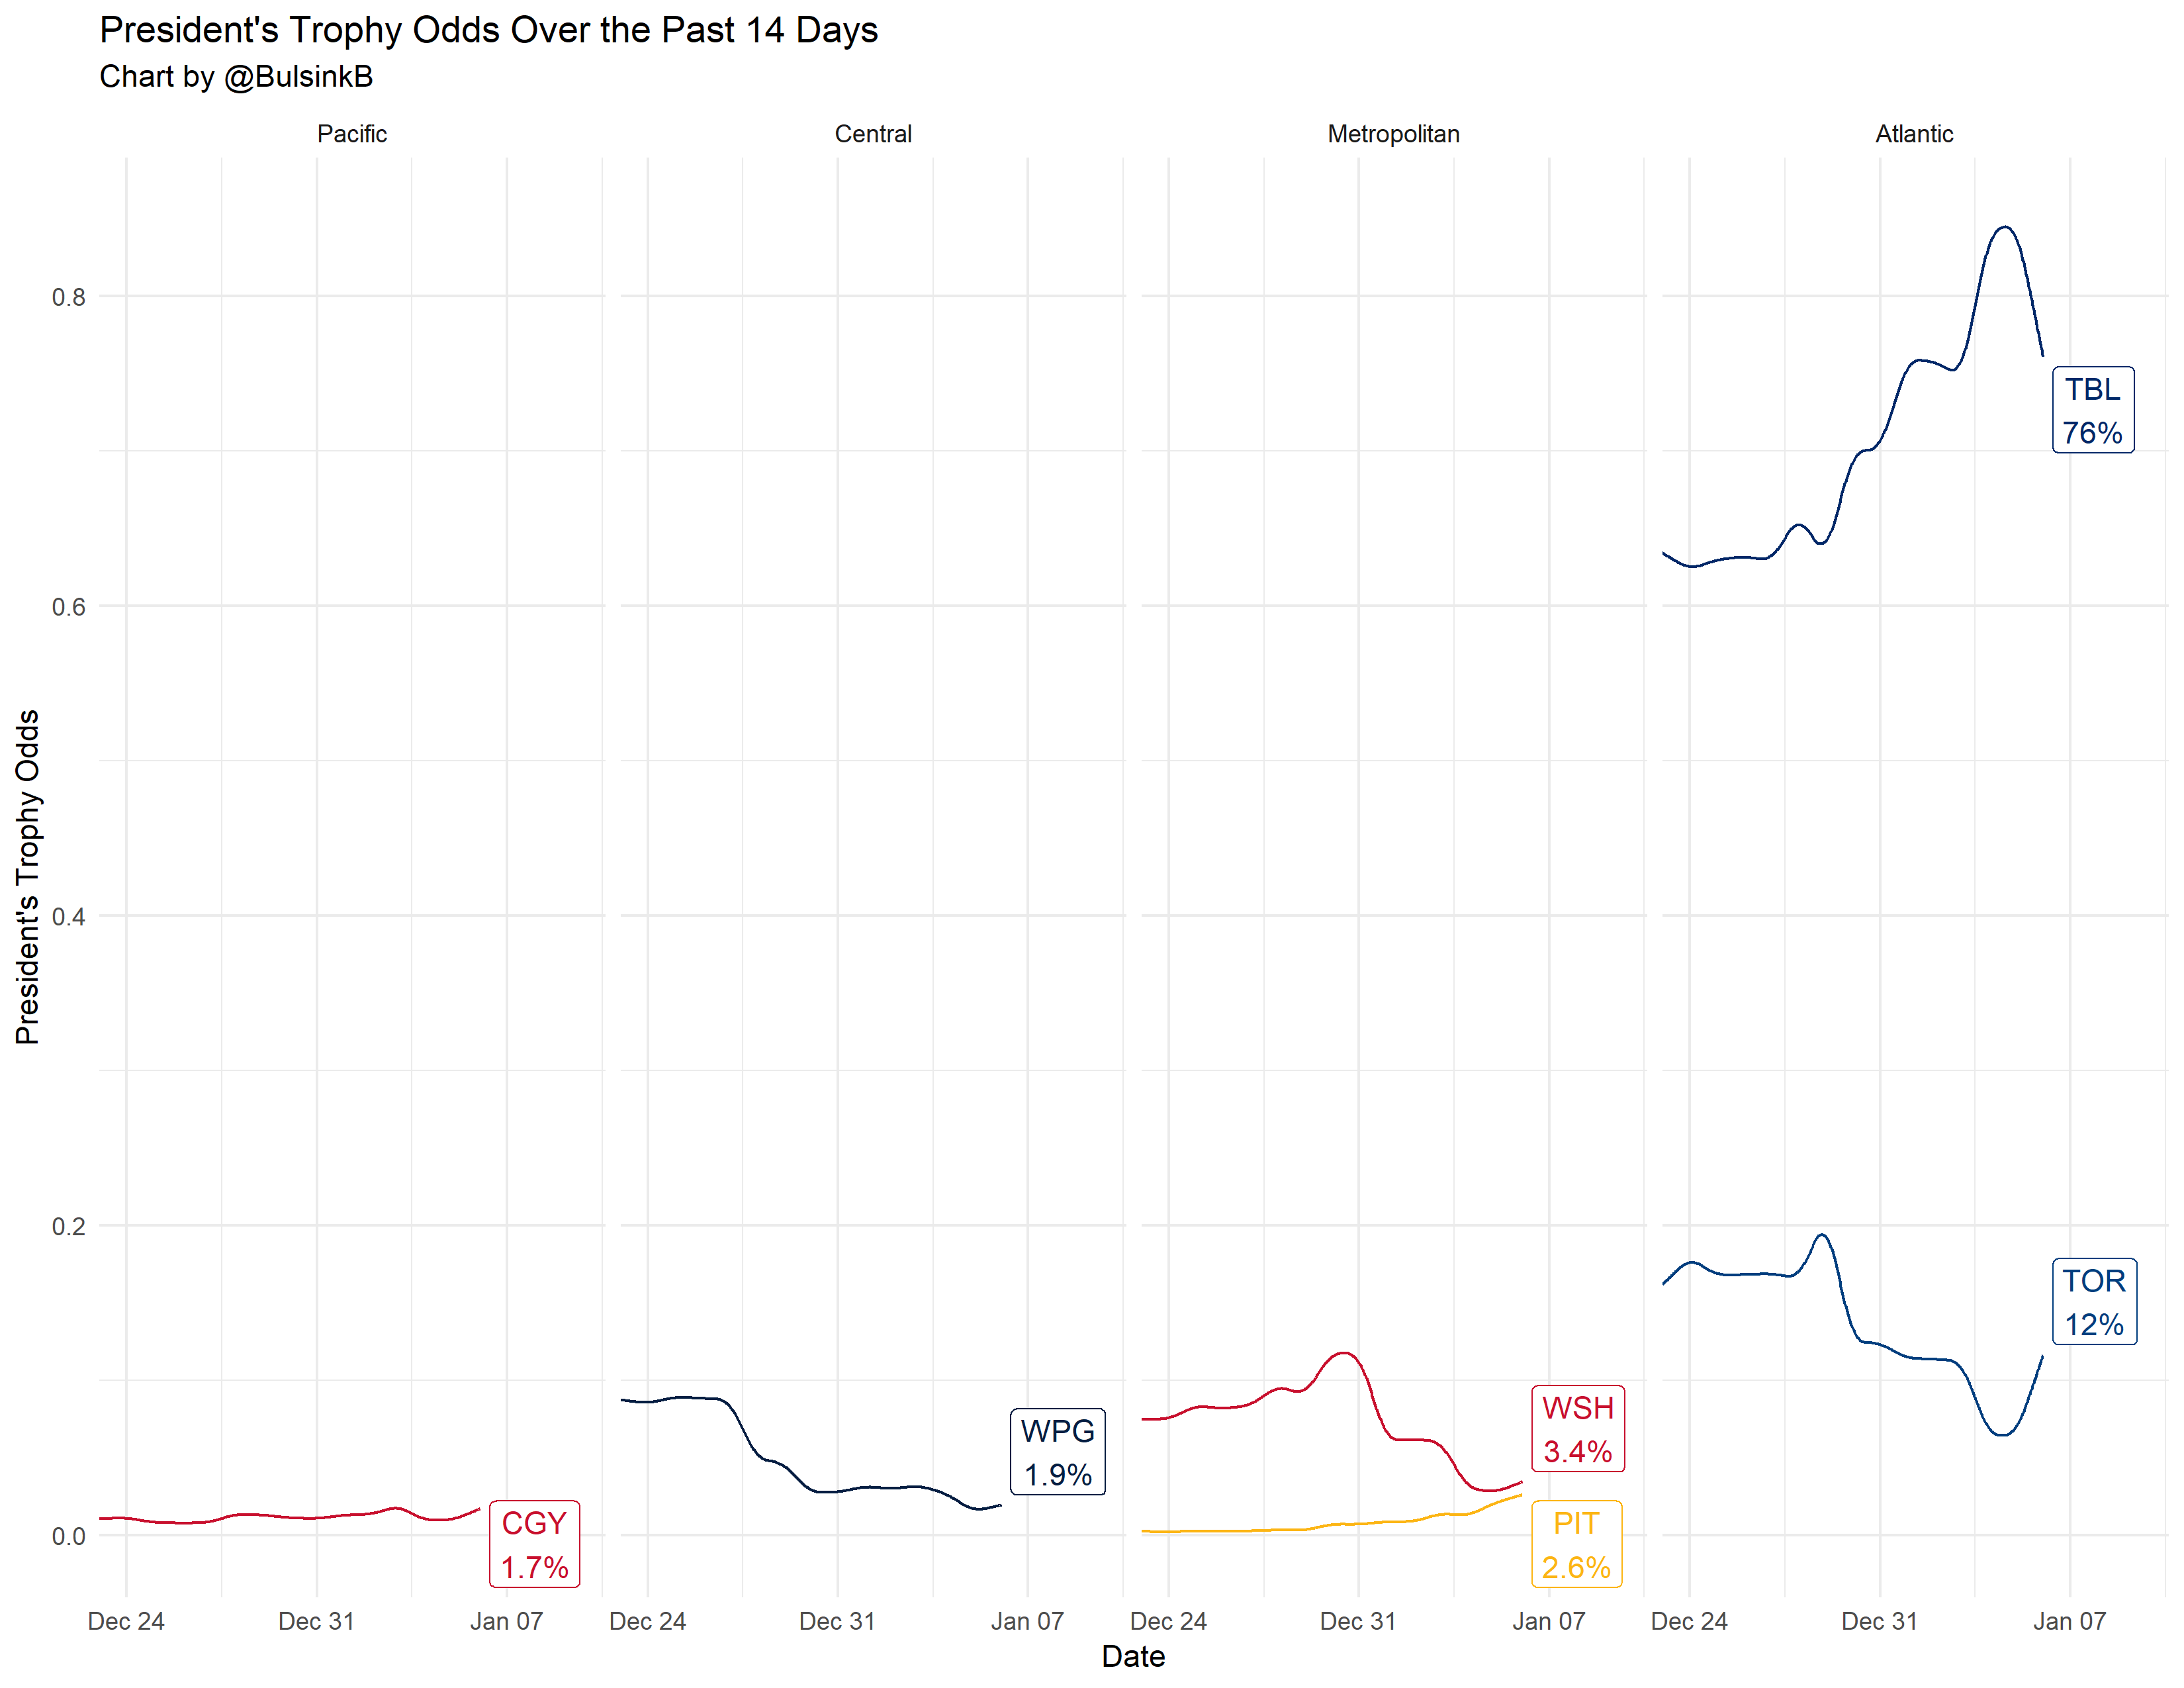 President's Trophy Odds Over the Past 14 Days
Chart by @BulsinkB
Pacific
Central
Metropolitan
Atlantic
President's Trophy Odds
0.8
0.6
0.4
0.2
0.0
TBL
76%
TOR
12%
WSH
3.4%
PIT
2.6%
WPG
1.9%
CGY
1.7%
Dec 24
Dec 31
Jan 07
Dec 24
Dec 31
Jan 07
Dec 24
Dec 31
Jan 07
Dec 24
Dec 31
Jan 07
Date